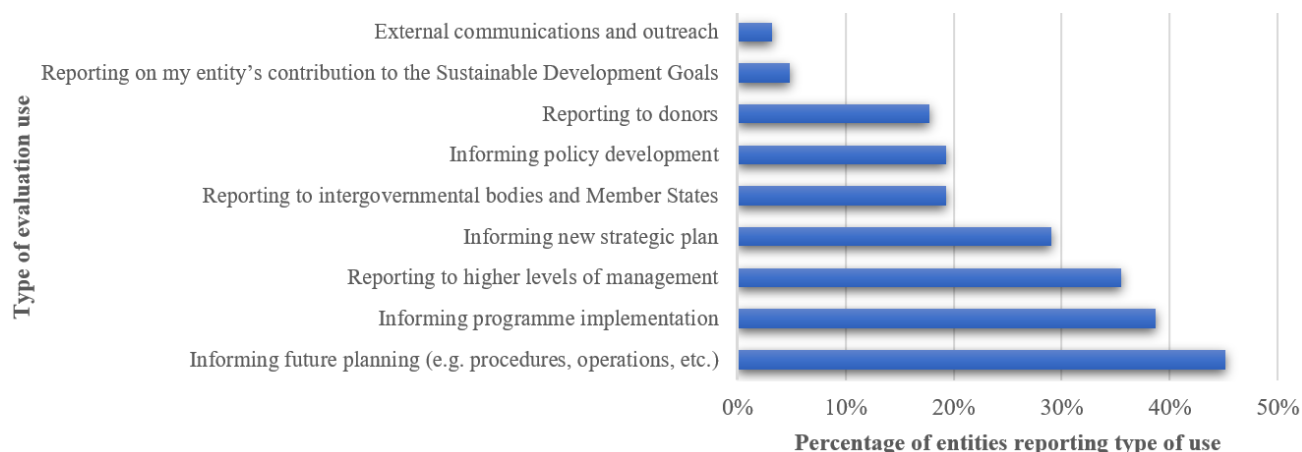 External communications and outreach
Reporting on my entity’s contribution to the Sustainable Development Goals
Reporting to donors
Informing policy development
Reporting to intergovernmental bodies and Member States
Informing new strategic plan
Reporting to higher levels of management
Informing programme implementation
Informing future planning (e.g. procedures, operations, etc.)
Type of evaluation use
0% 10% 20% 30% 40% 50%
Percentage of entities reporting type of use